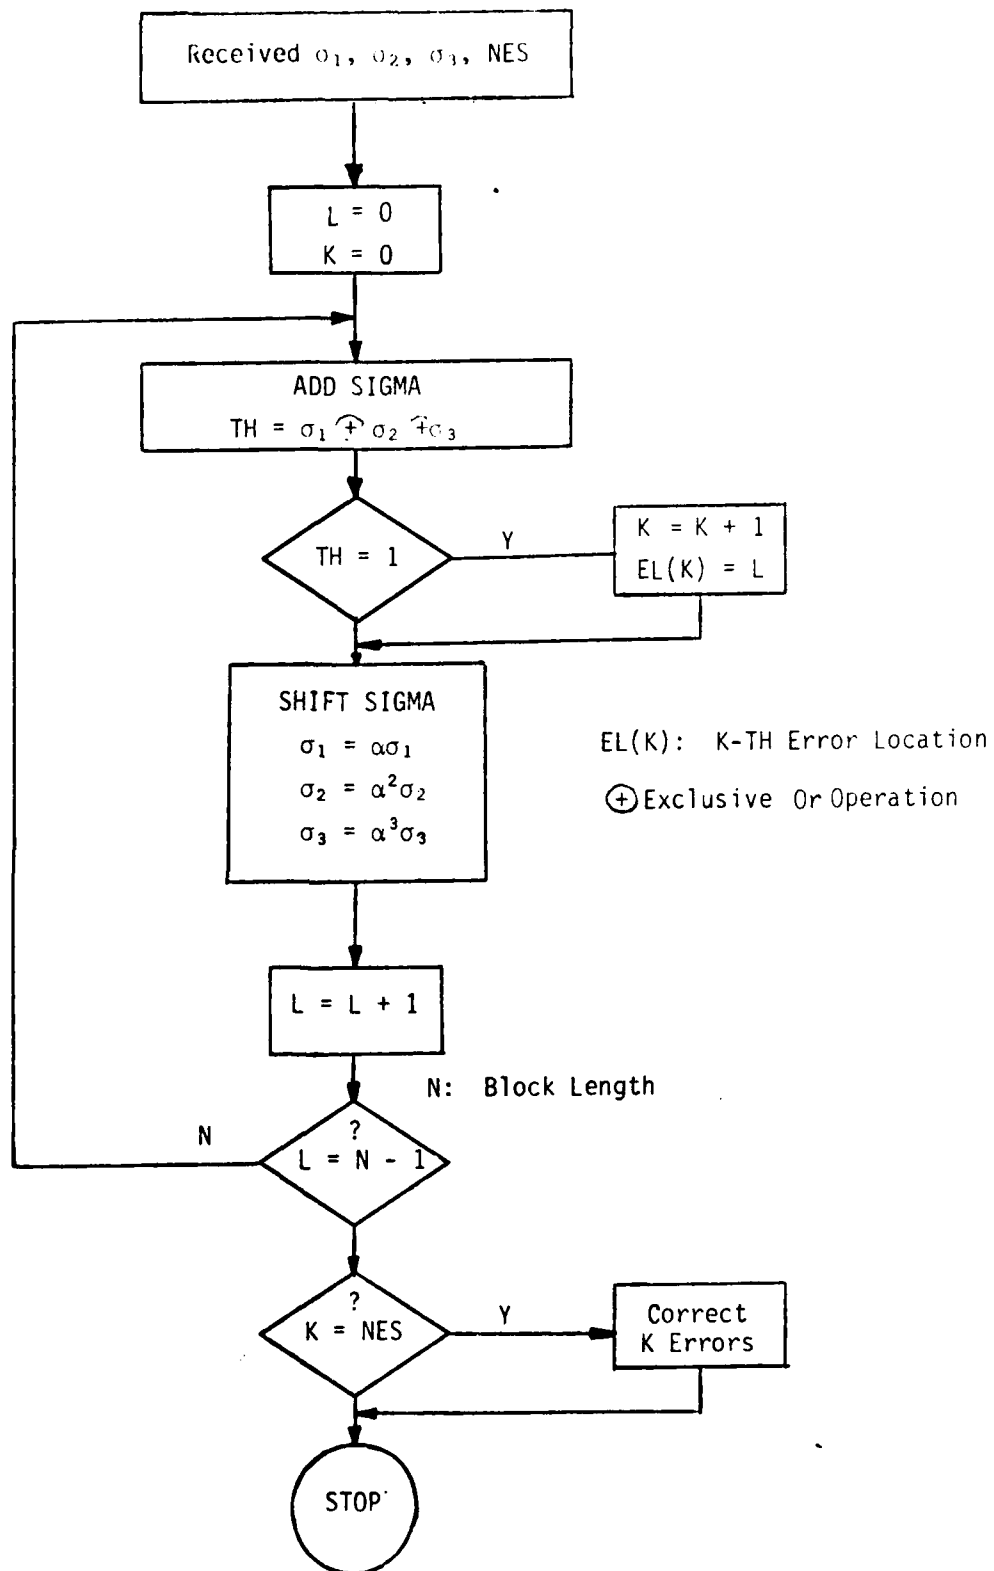 Received σ₁, σ₂, σ₃, NES
L = 0
K = 0
ADD SIGMA
TH = σ₁ ⊕ σ₂ ⊕ σ₃
TH = 1
Y
K = K + 1
EL(K) = L
SHIFT SIGMA
σ₁ = ασ₁
σ₂ = α²σ₂
σ₃ = α³σ₃
EL(K): K-TH Error Location
⊕ Exclusive Or Operation
L = L + 1
N: Block Length
N
?
L = N - 1
?
K = NES
Y
Correct
K Errors
STOP